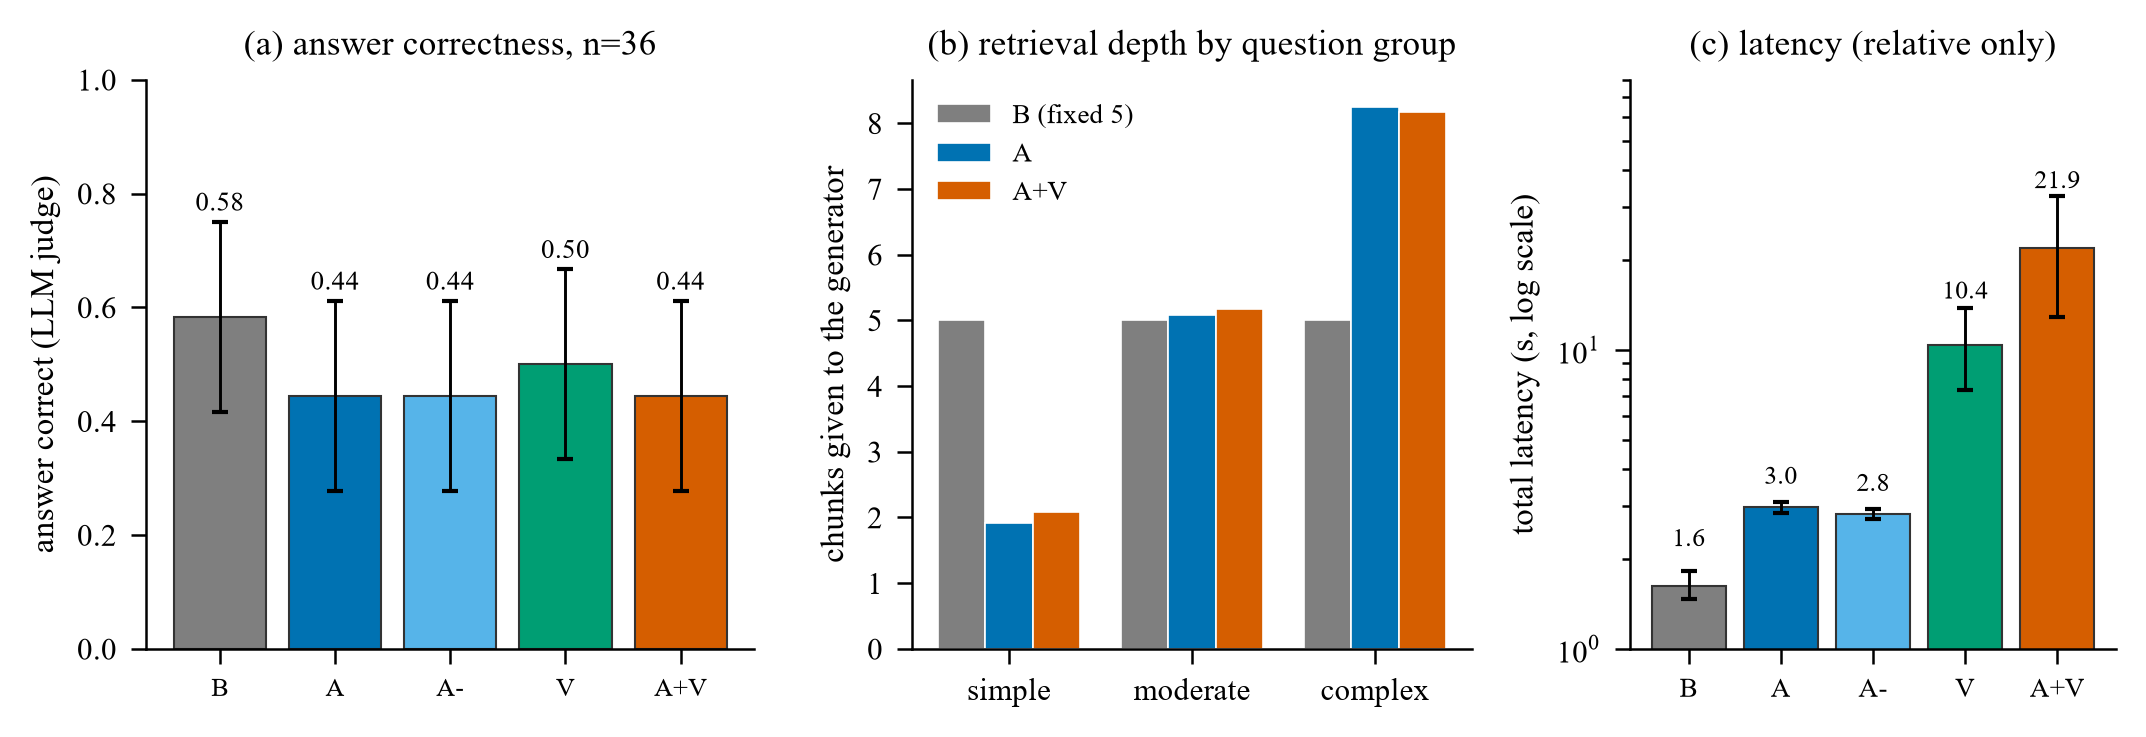 (a) answer correctness, n=36
answer correct (LLM judge)
1.0
0.8
0.6
0.4
0.2
0.0
0.58
0.44
0.44
0.50
0.44
B A A- V A+V
(b) retrieval depth by question group
chunks given to the generator
8
7
6
5
4
3
2
1
0
B (fixed 5)
A
A+V
simple moderate complex
(c) latency (relative only)
total latency (s, log scale)
10¹
10⁰
1.6
3.0
2.8
10.4
21.9
B A A- V A+V